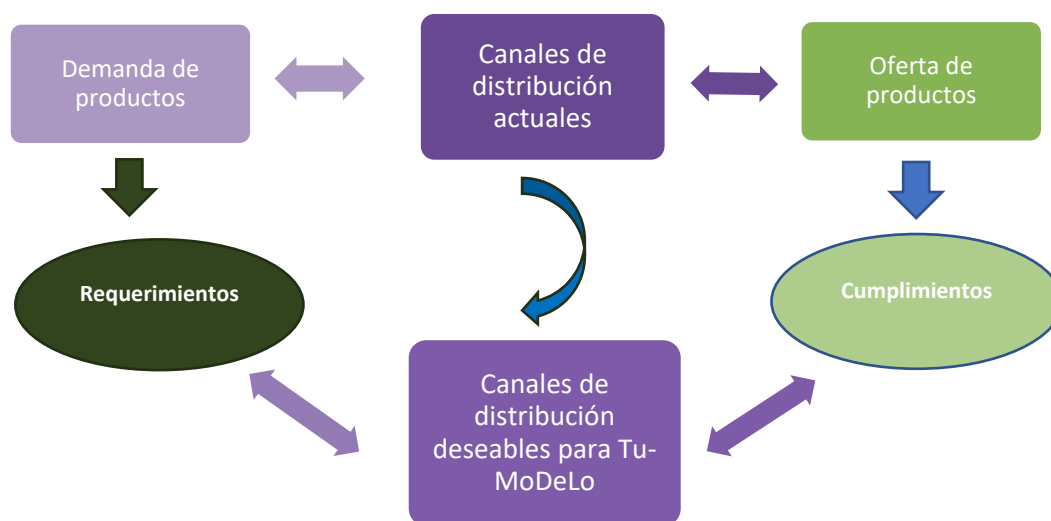 Demanda de
productos
Canales de
distribución
actuales
Oferta de
productos
Requerimientos
Cumplimientos
Canales de
distribución
deseables para Tu-
MoDeLo